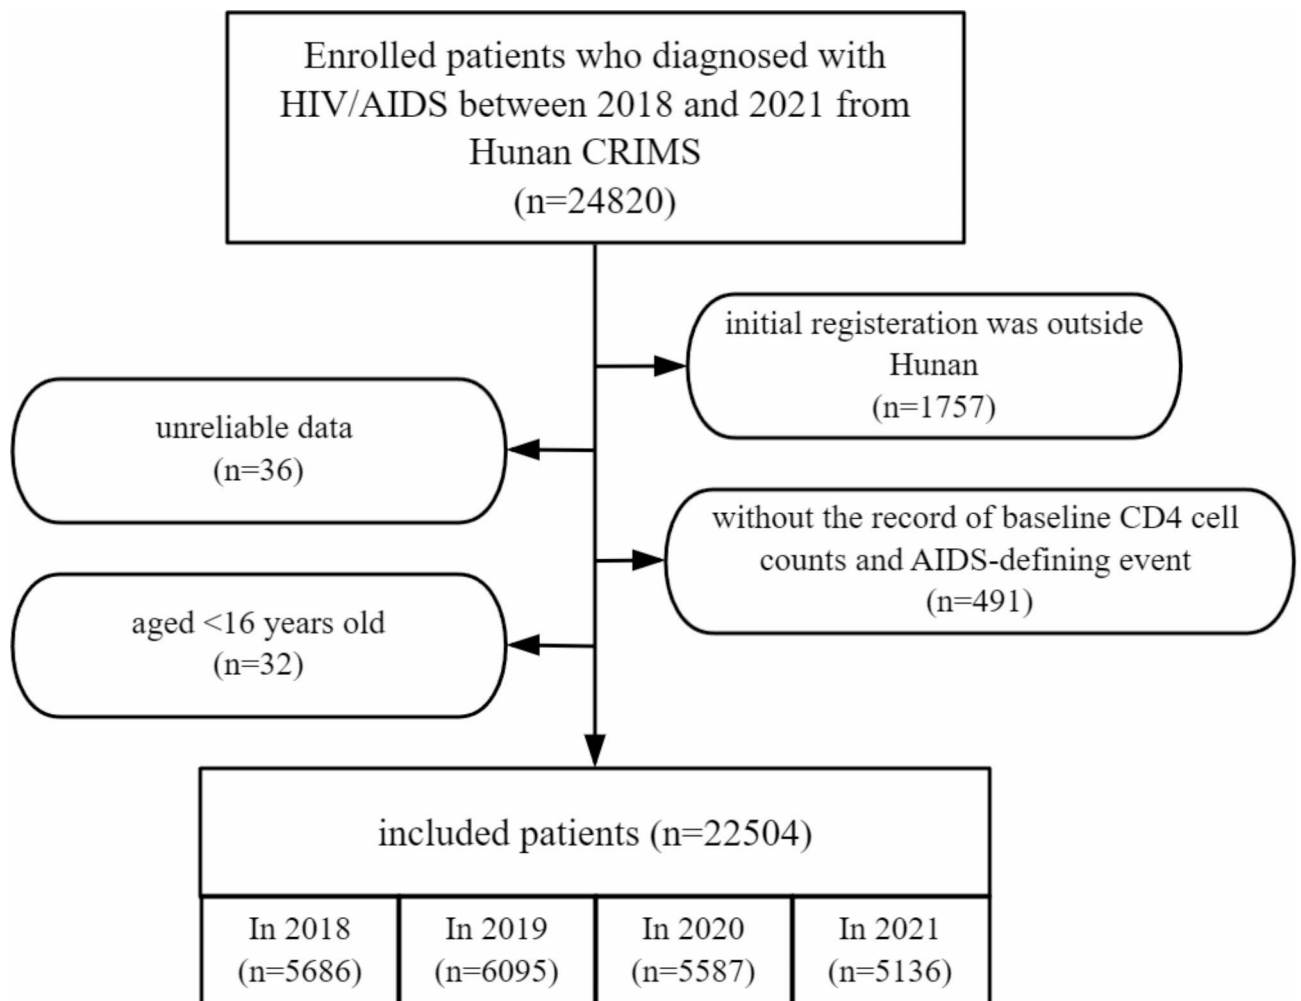 Enrolled patients who diagnosed with
HIV/AIDS between 2018 and 2021 from
Hunan CRIMS
(n=24820)
initial registeration was outside
Hunan
(n=1757)
unreliable data
(n=36)
without the record of baseline CD4 cell
counts and AIDS-defining event
(n=491)
aged <16 years old
(n=32)
included patients (n=22504)
In 2018
(n=5686)
In 2019
(n=6095)
In 2020
(n=5587)
In 2021
(n=5136)